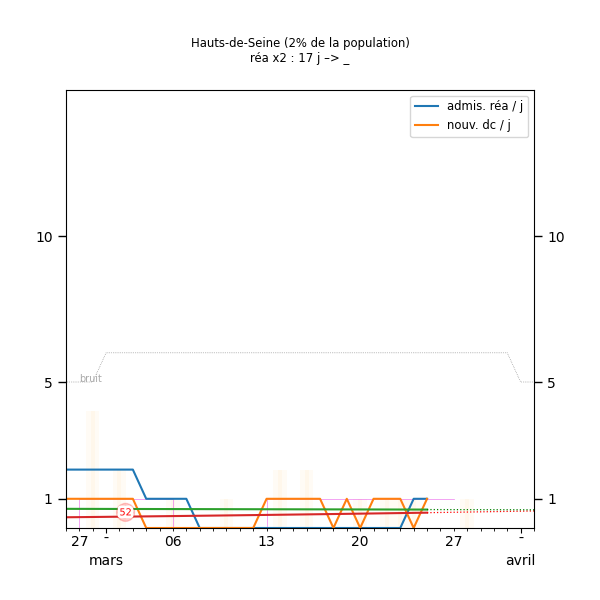 Hauts-de-Seine (2% de la population)
réa x2 : 17 j –> _
admis. réa / j
nouv. dc / j
10 10
5 5
bruit
1 1
52
27 - 06 13 20 27 -
mars avril